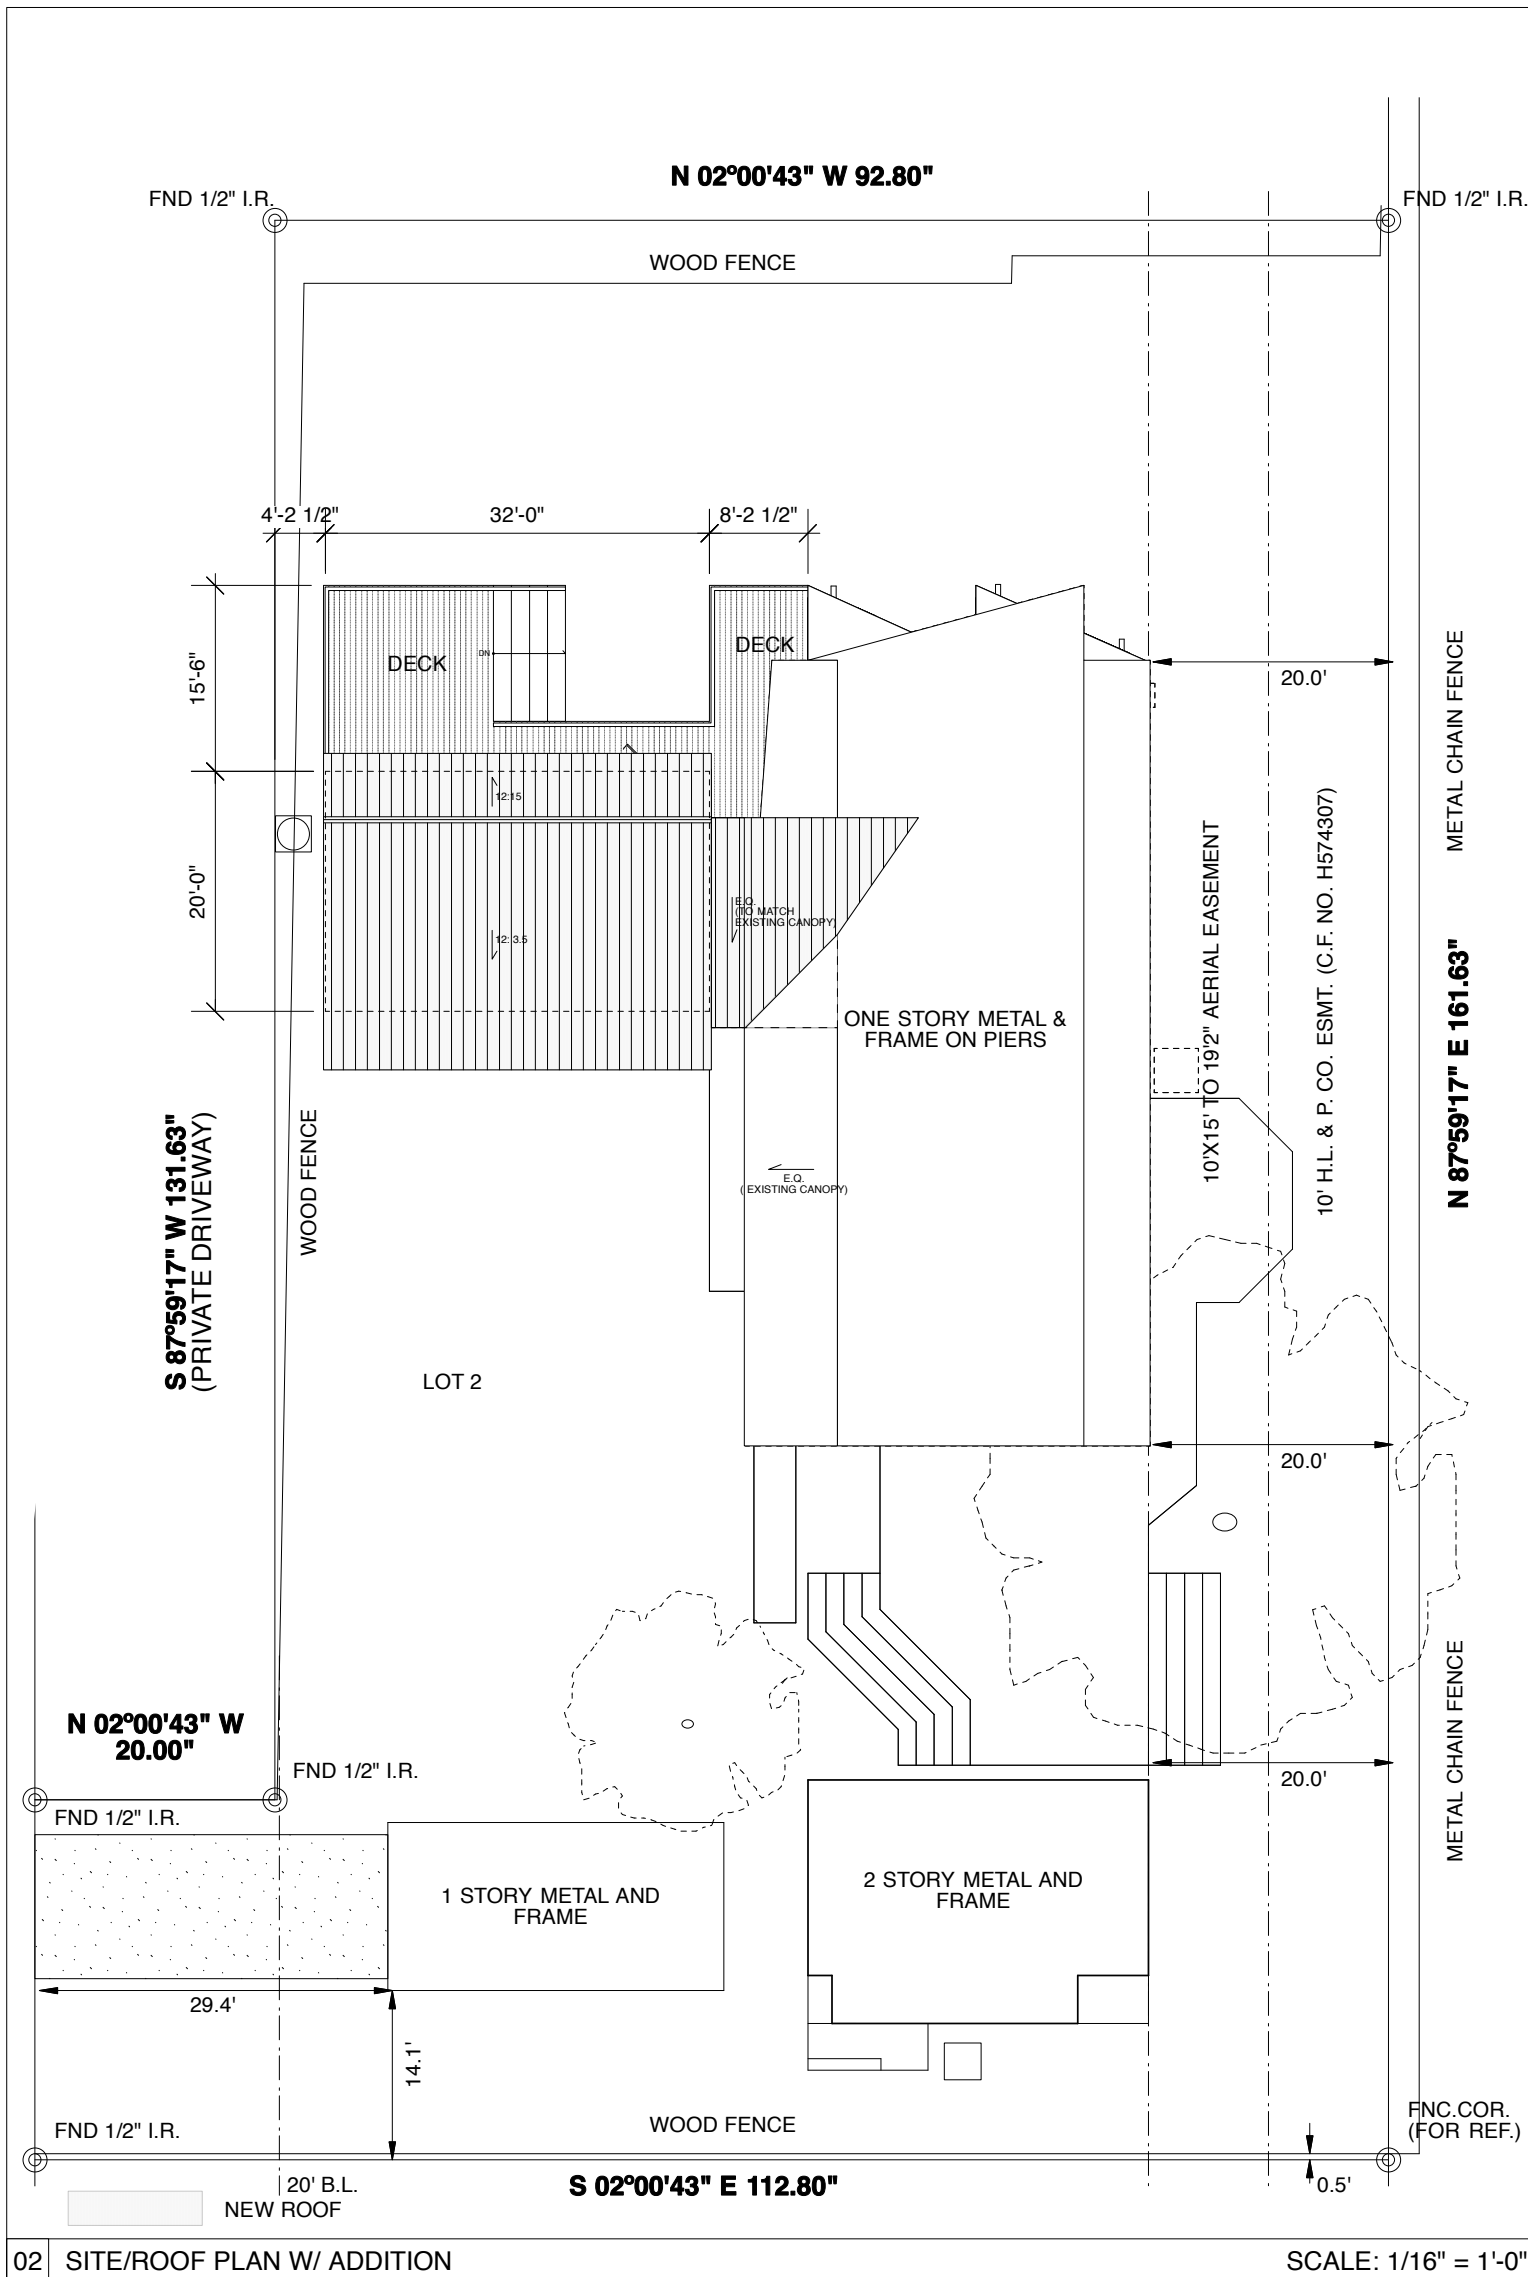 N 02°00'43" W 92.80"
FND 1/2" I.R.
FND 1/2" I.R.
WOOD FENCE
4'-2 1/2"
32'-0"
8'-2 1/2"
15'-6"
DECK
DN
DECK
20.0'
METAL CHAIN FENCE
12:15
20'-0"
12: 3.5
E.Q.
(TO MATCH
EXISTING CANOPY)
10'X15' TO 19'2" AERIAL EASEMENT
10' H.L. & P. CO. ESMT. (C.F. NO. H574307)
N 87°59'17" E 161.63"
ONE STORY METAL &
FRAME ON PIERS
S 87°59'17" W 131.63"
(PRIVATE DRIVEWAY)
WOOD FENCE
E.Q.
( EXISTING CANOPY)
LOT 2
20.0'
N 02°00'43" W
20.00"
FND 1/2" I.R.
FND 1/2" I.R.
20.0'
METAL CHAIN FENCE
1 STORY METAL AND
FRAME
2 STORY METAL AND
FRAME
29.4'
14.1'
FND 1/2" I.R.
WOOD FENCE
FNC.COR.
(FOR REF.)
20' B.L.
S 02°00'43" E 112.80"
0.5'
NEW ROOF
02 SITE/ROOF PLAN W/ ADDITION
SCALE: 1/16" = 1'-0"